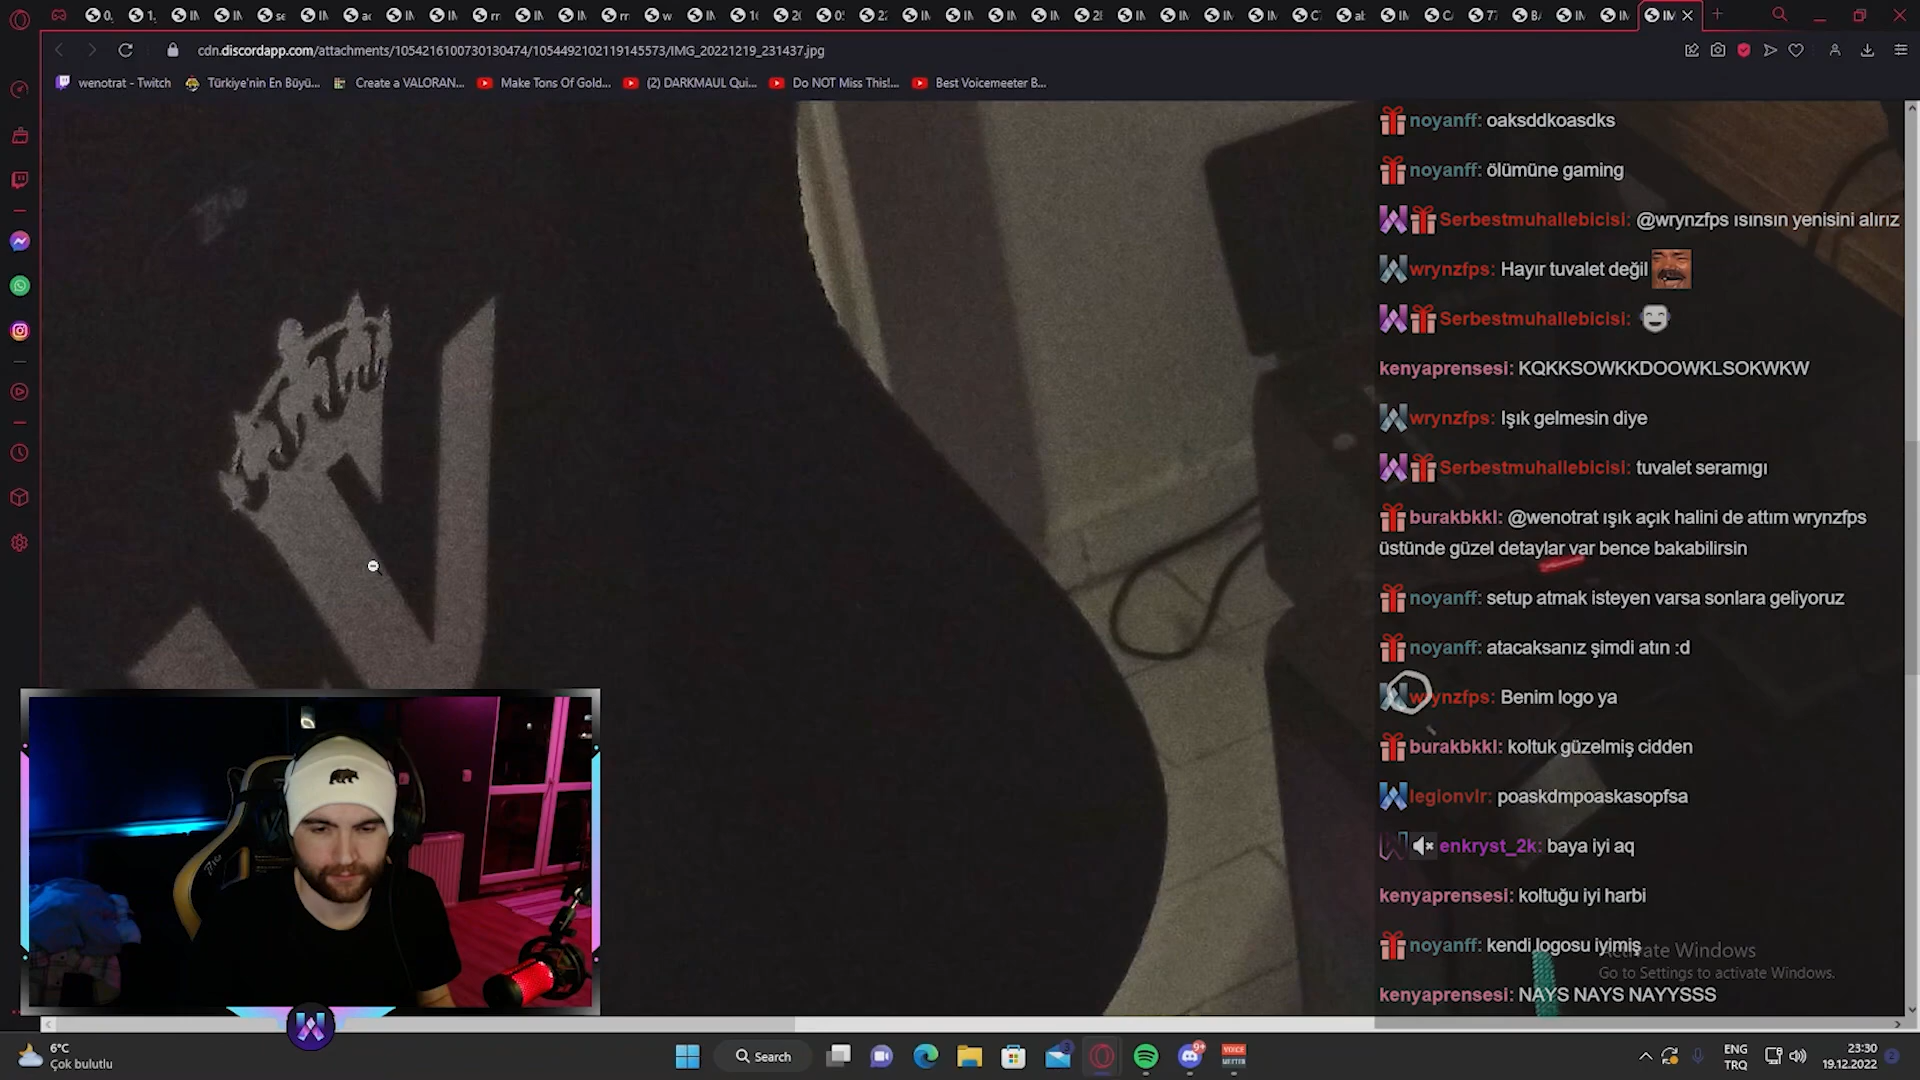 cdn.discordapp.com/attachments/1054216100730130474/1054492102119145573/IMG_20221219_231437.jpg
wenotrat - Twitch
Türkiye'nin En Büyü...
Create a VALORAN...
Make Tons Of Gold...
(2) DARKMAUL Qui...
Do NOT Miss This!...
Best Voicemeeter B...
noyanff: oaksddkoasdks
noyanff: ölümüne gaming
Serbestmuhallebicisi: @wrynzfps ısınsın yenisini alırız
wrynzfps: Hayır tuvalet değil
Serbestmuhallebicisi:
kenyaprensesi: KQKKSOWKKDOOWKLSOKWKW
wrynzfps: Işık gelmesin diye
Serbestmuhallebicisi: tuvalet seramıgı
burakbkkl: @wenotrat ışık açık halini de attım wrynzfps
üstünde güzel detaylar var bence bakabilirsin
noyanff: setup atmak isteyen varsa sonlara geliyoruz
noyanff: atacaksanız şimdi atın :d
wrynzfps: Benim logo ya
burakbkkl: koltuk güzelmiş cidden
legionvlr: poaskdmpoaskasopfsa
enkryst_2k: baya iyi aq
kenyaprensesi: koltuğu iyi harbi
noyanff: kendi logosu iyimiş
Activate Windows
Go to Settings to activate Windows.
kenyaprensesi: NAYS NAYS NAYYSSS
6°C
Çok bulutlu
Search
ENG
TRQ
23:30
19.12.2022